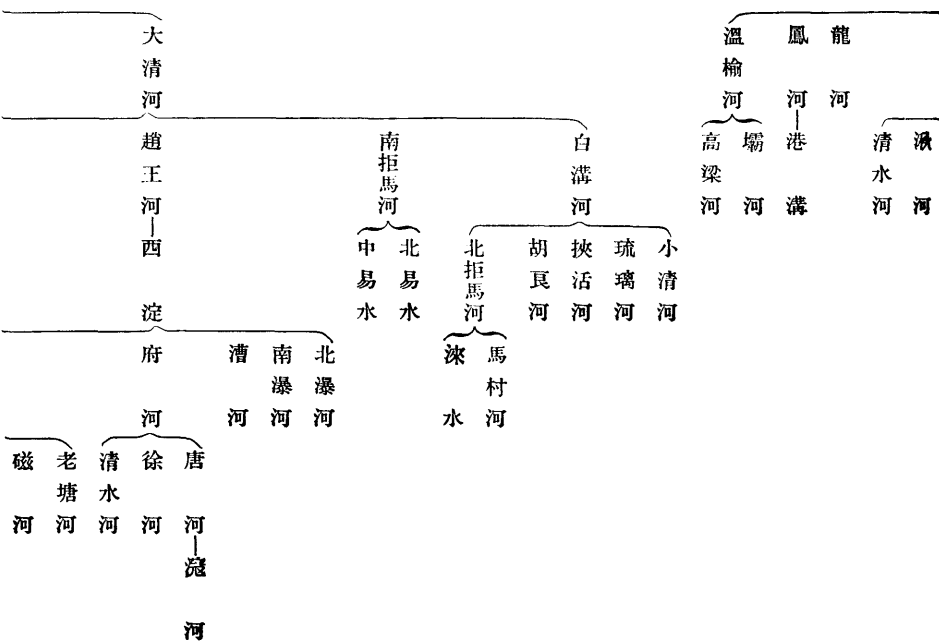 龍河
鳳河
溫榆河
大清河
河
清水河
港溝
壩河
高梁河
白溝河
南拒馬河
趙王河
小清河
琉璃河
挾活河
胡良河
北拒馬河
北易水
中易水
西淀
馬村河
淶水
北瀑河
南瀑河
漕河
府河
唐河
徐河
清水河
老塘河
磁河
滱河